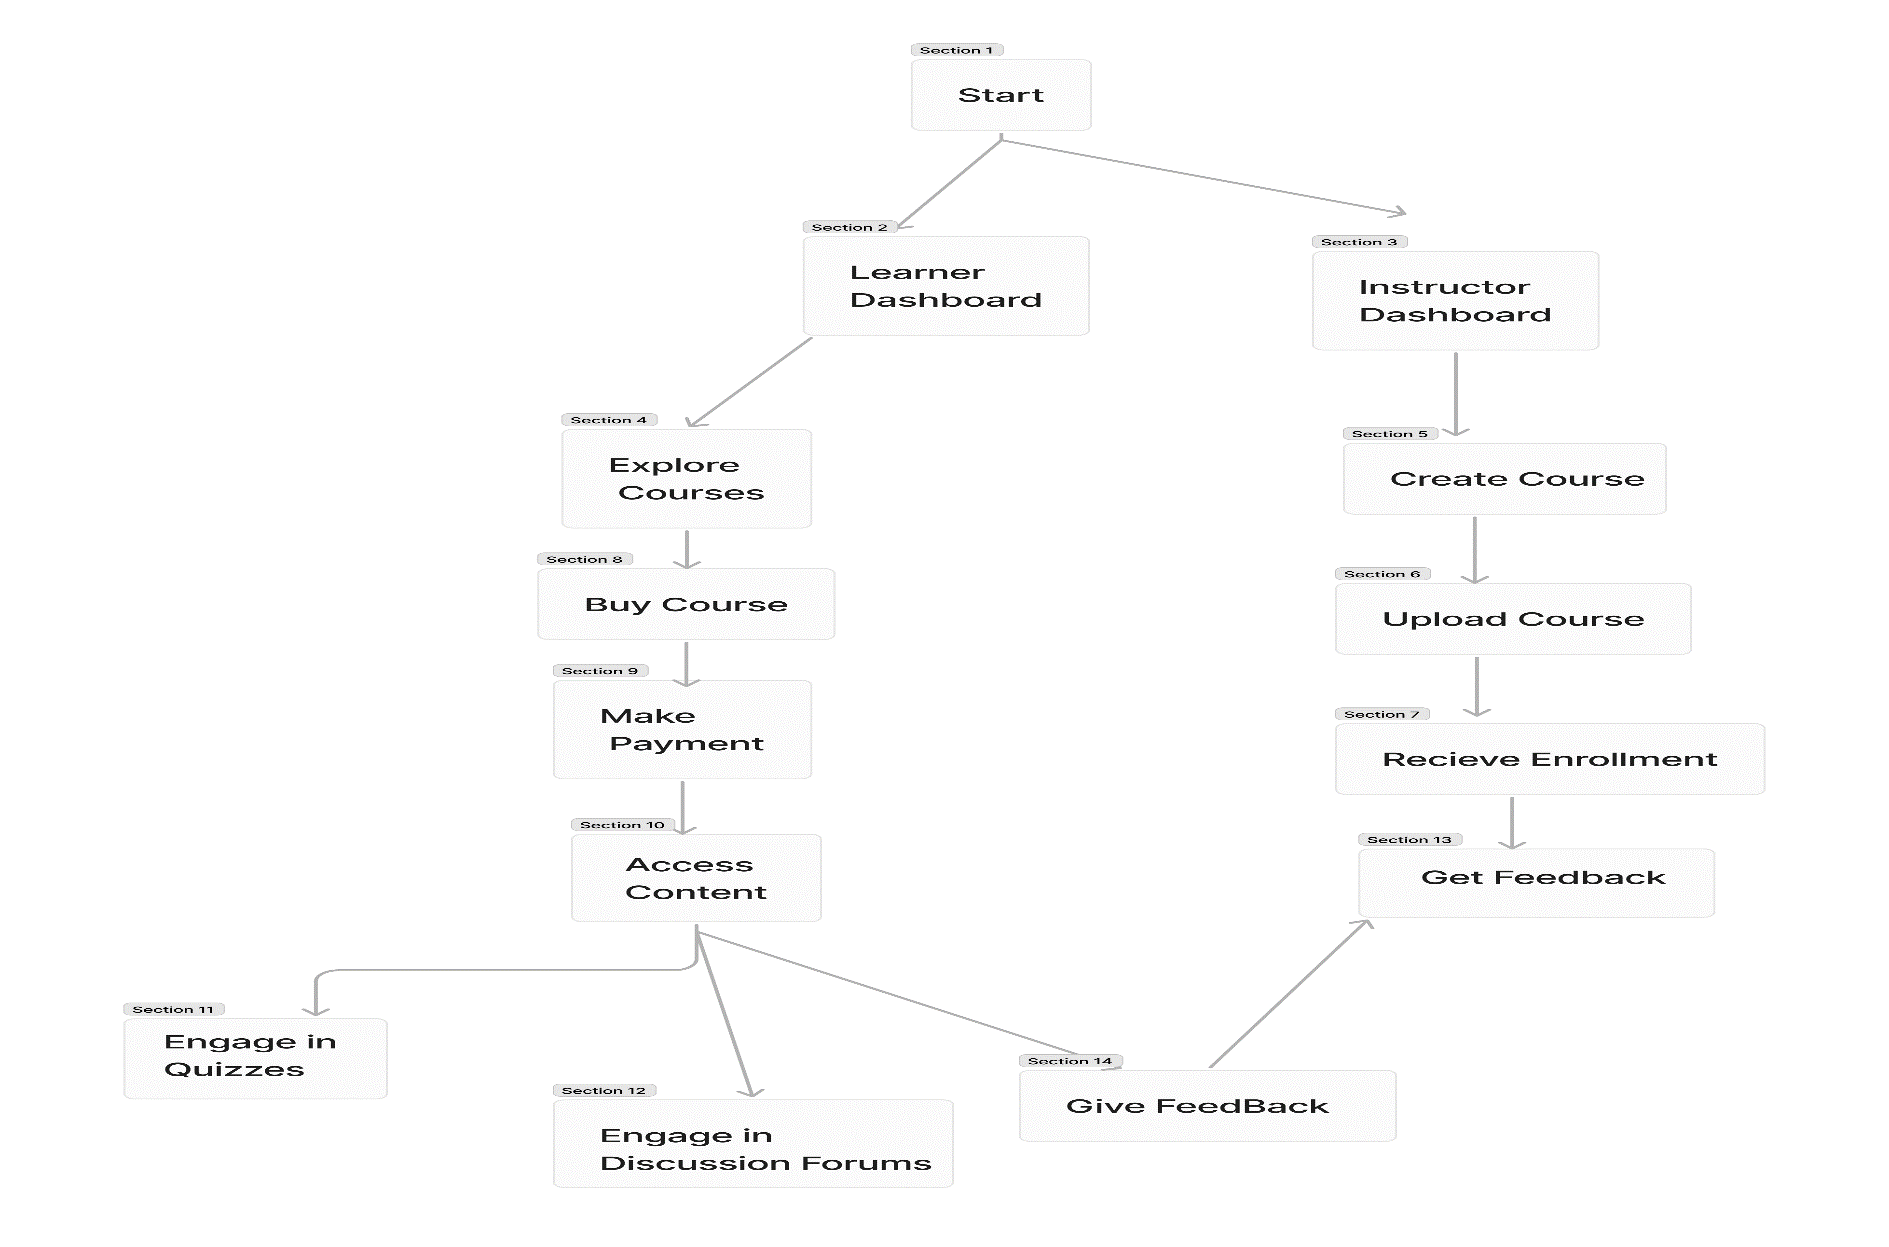 Section 1
Start
Section 2
Learner
Dashboard
Section 3
Instructor
Dashboard
Section 4
Explore
Courses
Section 5
Create Course
Section 8
Buy Course
Section 6
Upload Course
Section 9
Make
Payment
Section 7
Recieve Enrollment
Section 10
Access
Content
Section 13
Get Feedback
Section 11
Engage in
Quizzes
Section 12
Engage in
Discussion Forums
Section 14
Give FeedBack